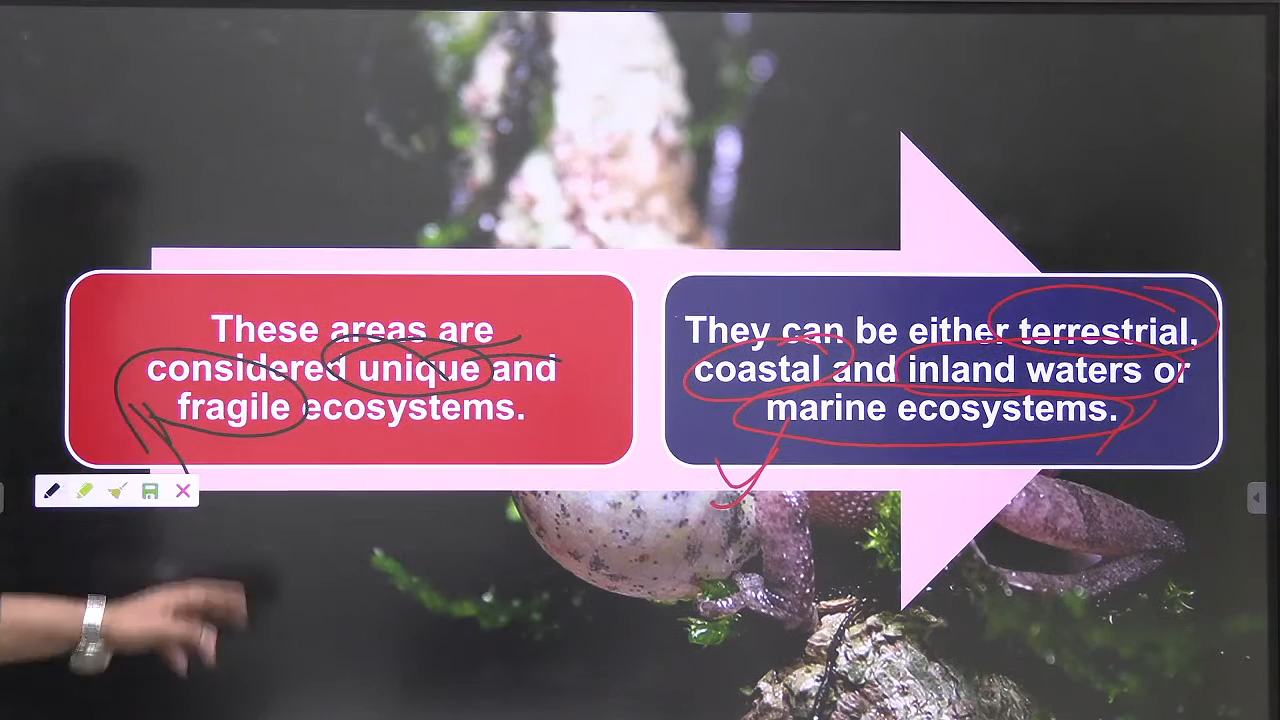 These areas are
considered unique and
fragile ecosystems.
They can be either terrestrial,
coastal and inland waters or
marine ecosystems.